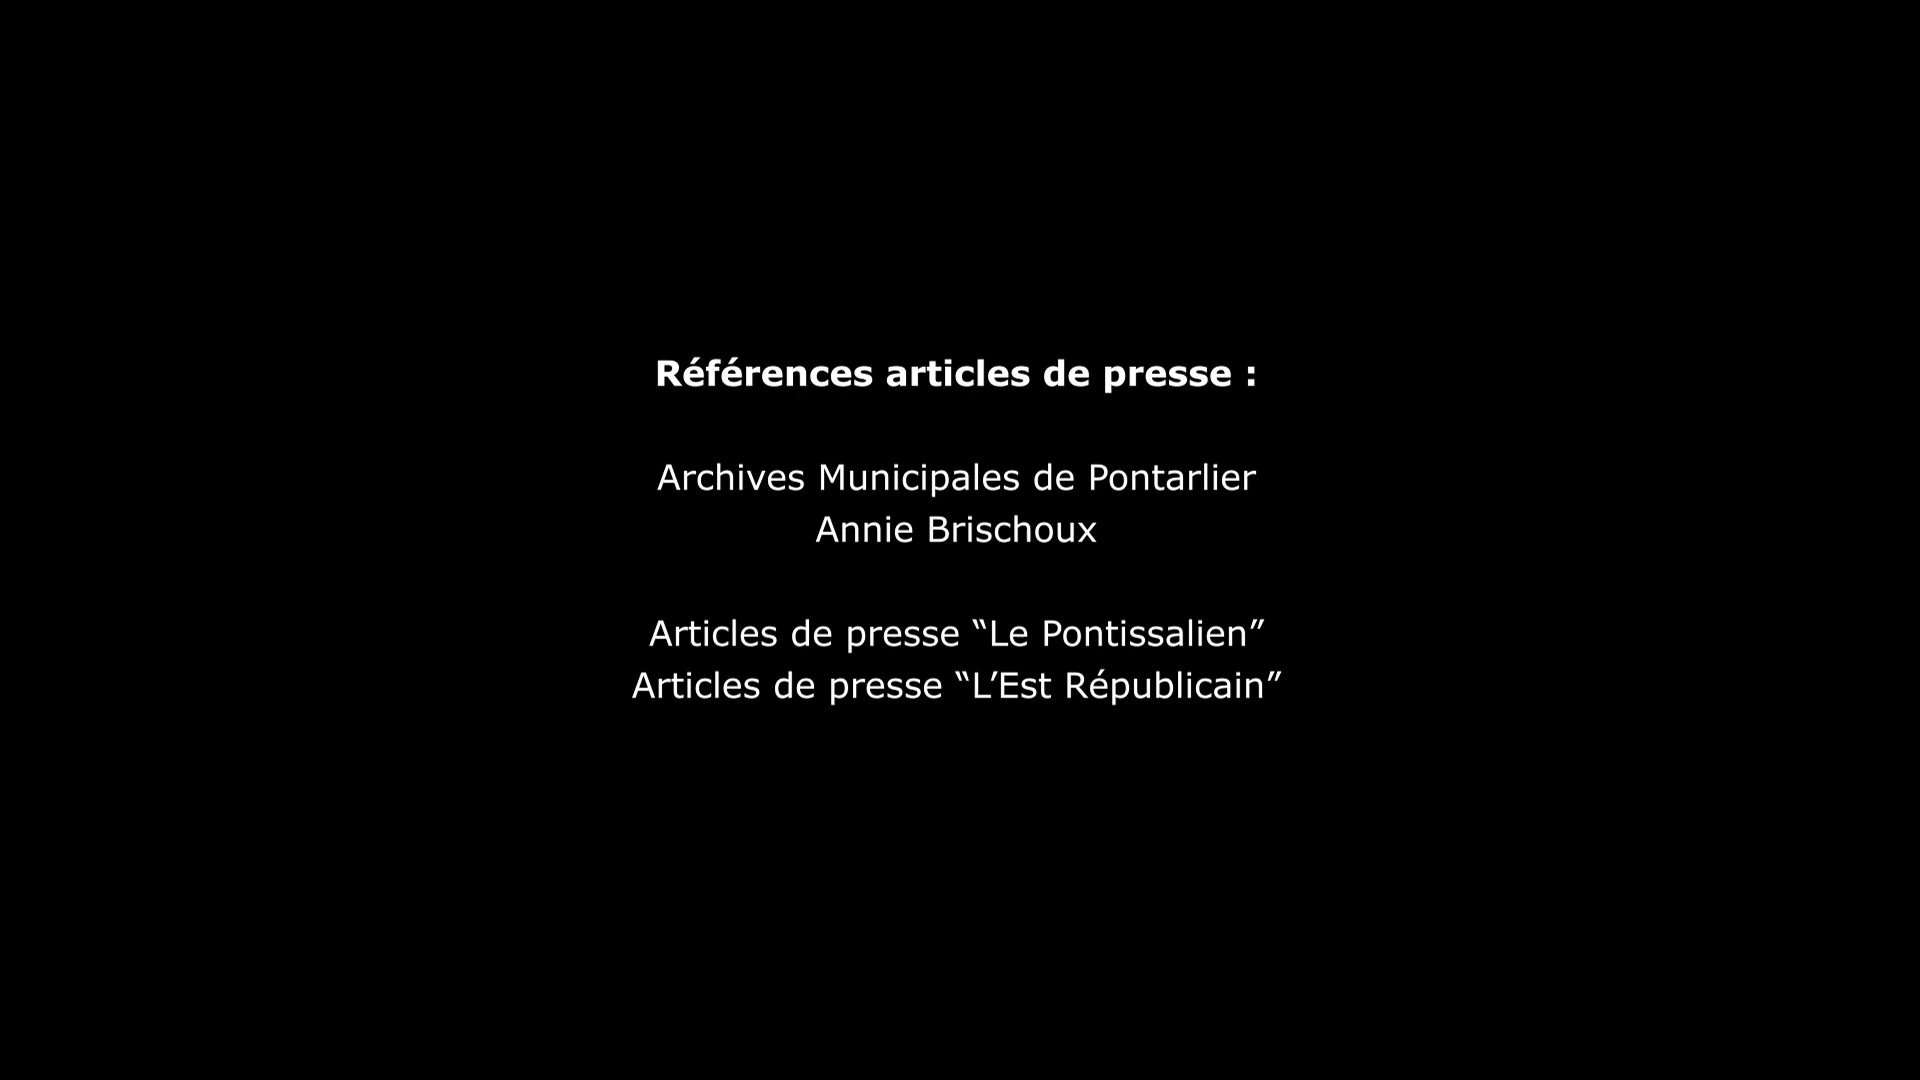 Références articles de presse :
Archives Municipales de Pontarlier
Annie Brischoux
Articles de presse “Le Pontissalien”
Articles de presse “L’Est Républicain”